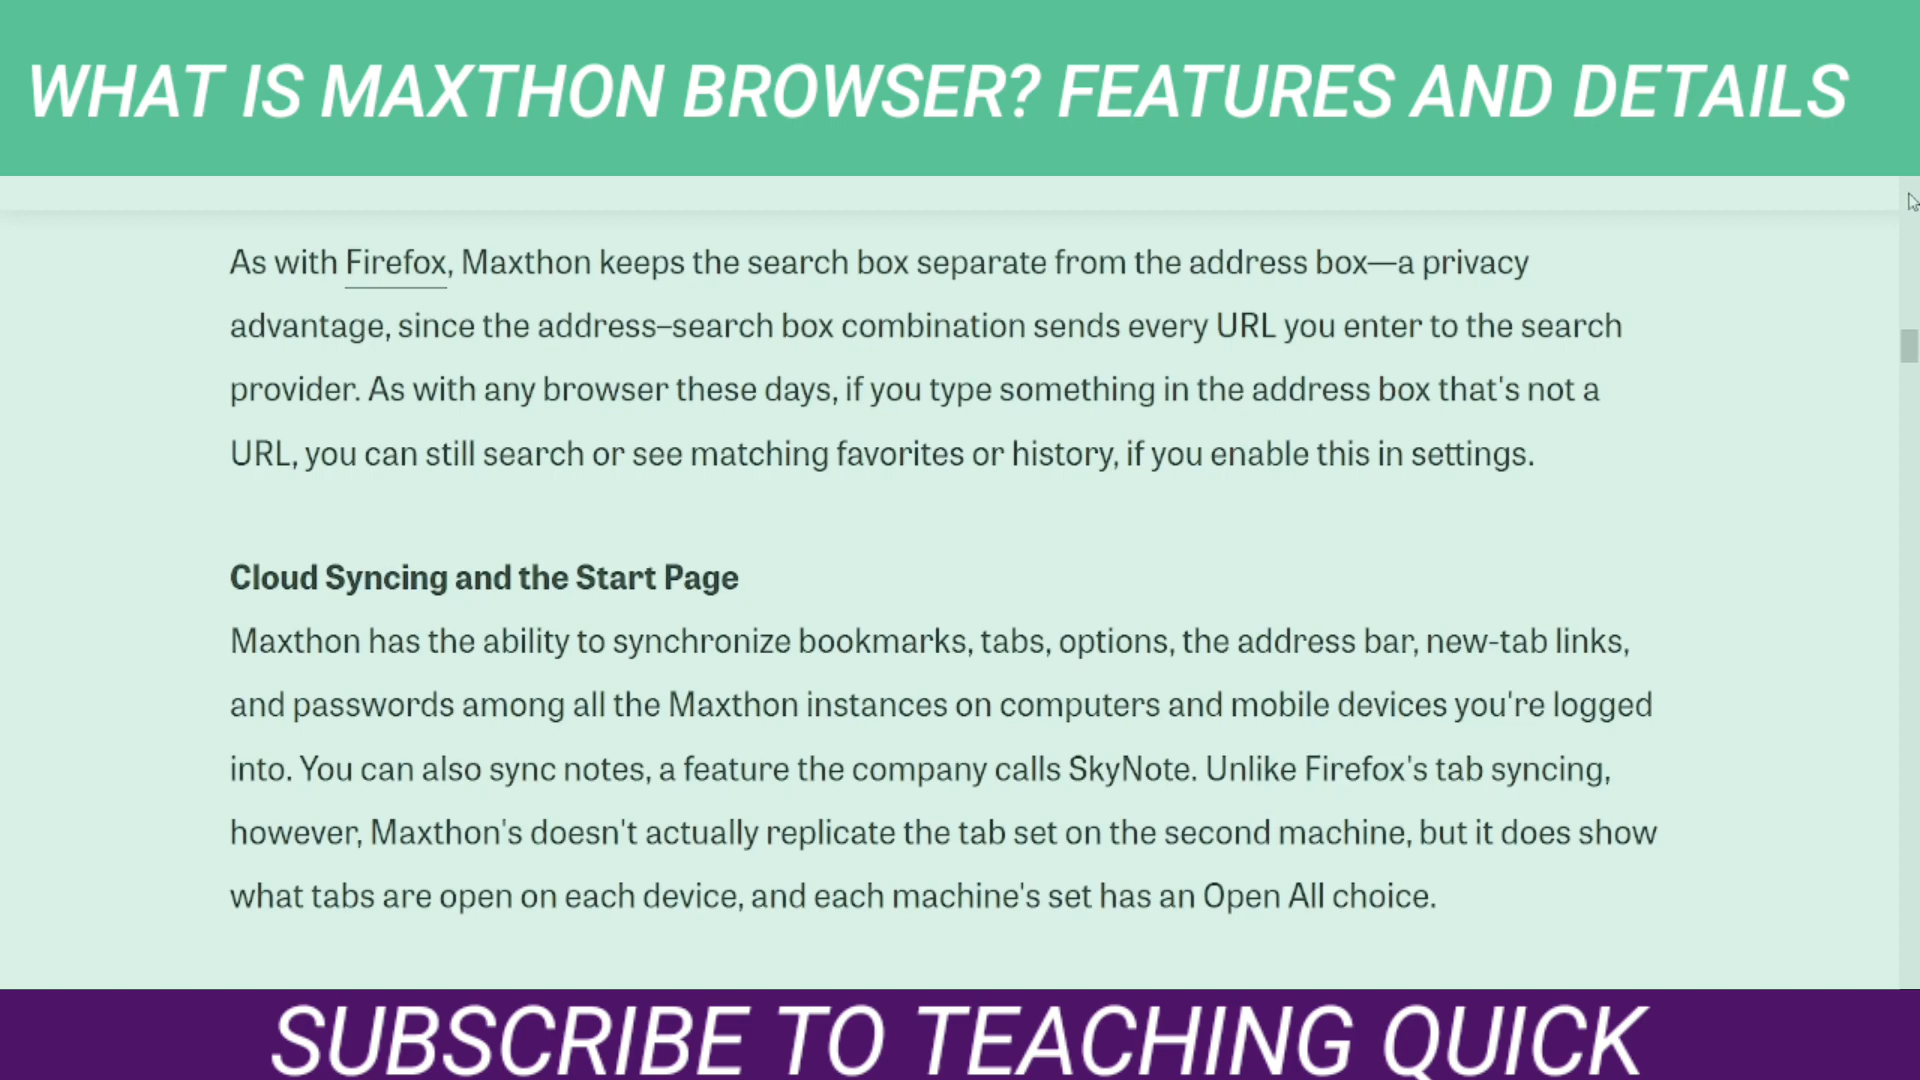 WHAT IS MAXTHON BROWSER? FEATURES AND DETAILS
As with Firefox, Maxthon keeps the search box separate from the address box—a privacy
advantage, since the address–search box combination sends every URL you enter to the search
provider. As with any browser these days, if you type something in the address box that's not a
URL, you can still search or see matching favorites or history, if you enable this in settings.
Cloud Syncing and the Start Page
Maxthon has the ability to synchronize bookmarks, tabs, options, the address bar, new-tab links,
and passwords among all the Maxthon instances on computers and mobile devices you're logged
into. You can also sync notes, a feature the company calls SkyNote. Unlike Firefox's tab syncing,
however, Maxthon's doesn't actually replicate the tab set on the second machine, but it does show
what tabs are open on each device, and each machine's set has an Open All choice.
SUBSCRIBE TO TEACHING QUICK